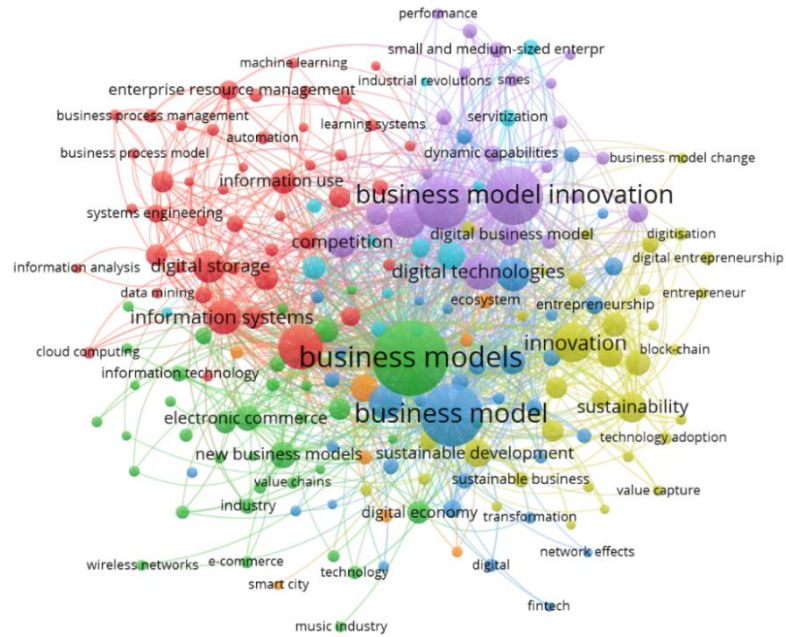 performance
small and medium-sized enterpr
machine learning
industrial revolutions
smes
enterprise resource management
business process management
learning systems
servitization
automation
business process model
dynamic capabilities
business model change
information use
business model innovation
systems engineering
competition
digital business model
digitisation
digital entrepreneurship
information analysis
digital storage
digital technologies
data mining
ecosystem
entrepreneurship
entrepreneur
information systems
innovation
cloud computing
business models
block-chain
information technology
sustainability
electronic commerce
business model
technology adoption
new business models
sustainable development
value chains
sustainable business
value capture
industry
digital economy
transformation
network effects
wireless networks
e-commerce
technology
digital
smart city
fintech
music industry